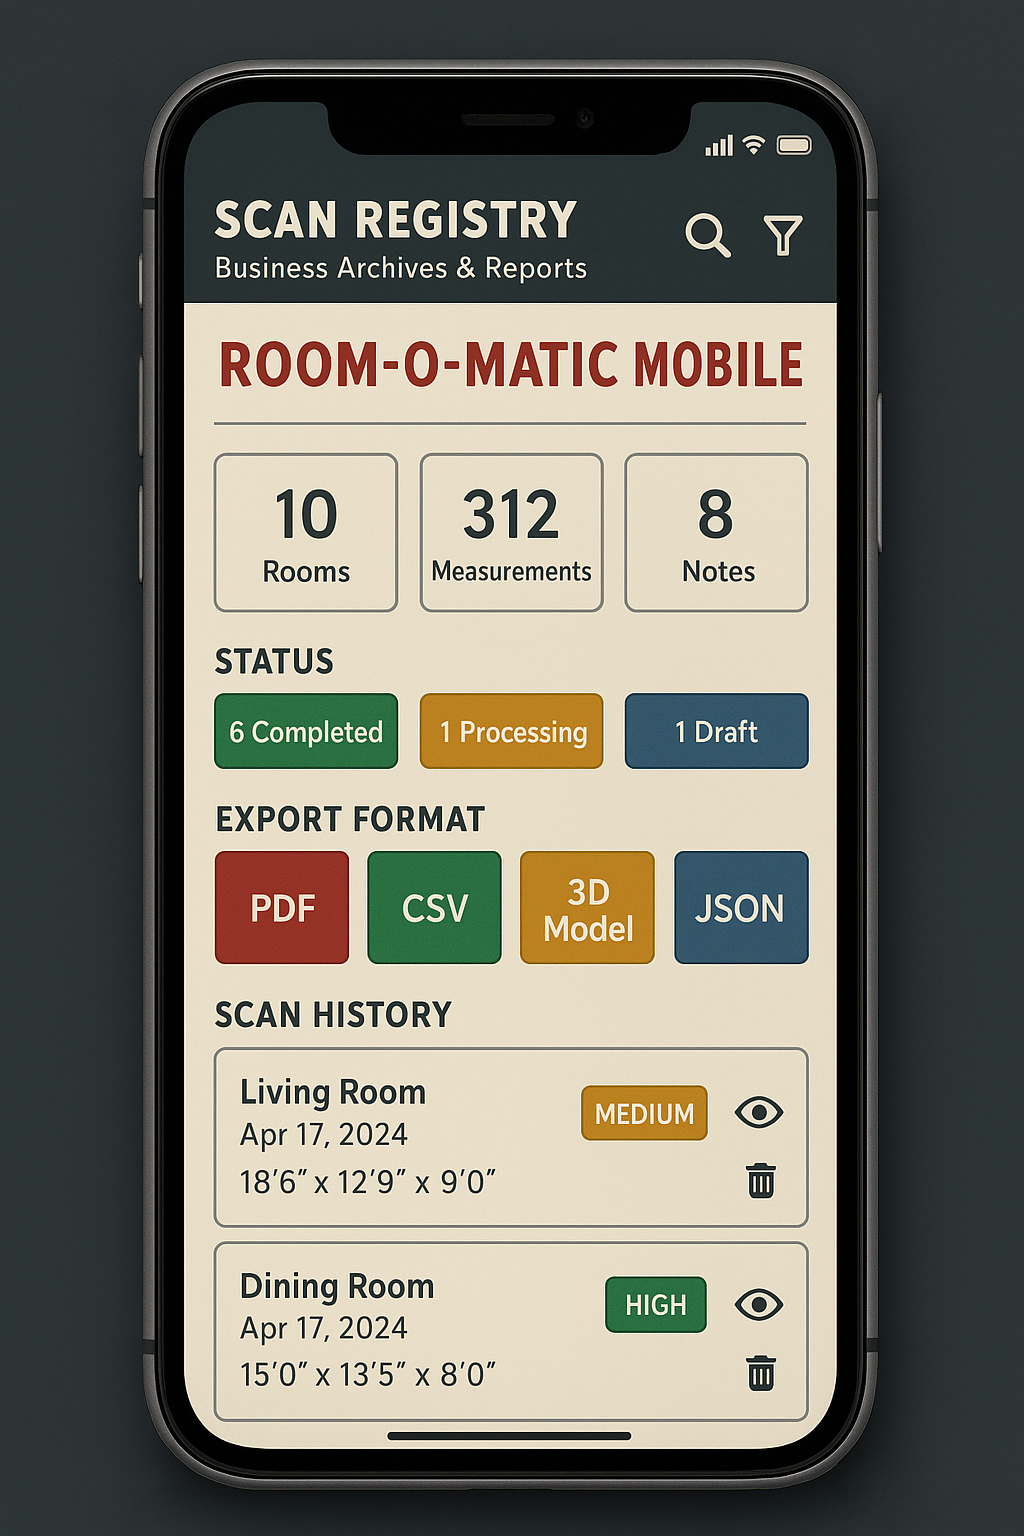 SCAN REGISTRY
Business Archives & Reports
ROOM-O-MATIC MOBILE
10
Rooms
312
Measurements
8
Notes
STATUS
6 Completed
1 Processing
1 Draft
EXPORT FORMAT
PDF
CSV
3D
Model
JSON
SCAN HISTORY
Living Room
Apr 17, 2024
18’6” x 12’9” x 9’0”
MEDIUM
Dining Room
Apr 17, 2024
15’0” x 13’5” x 8’0”
HIGH